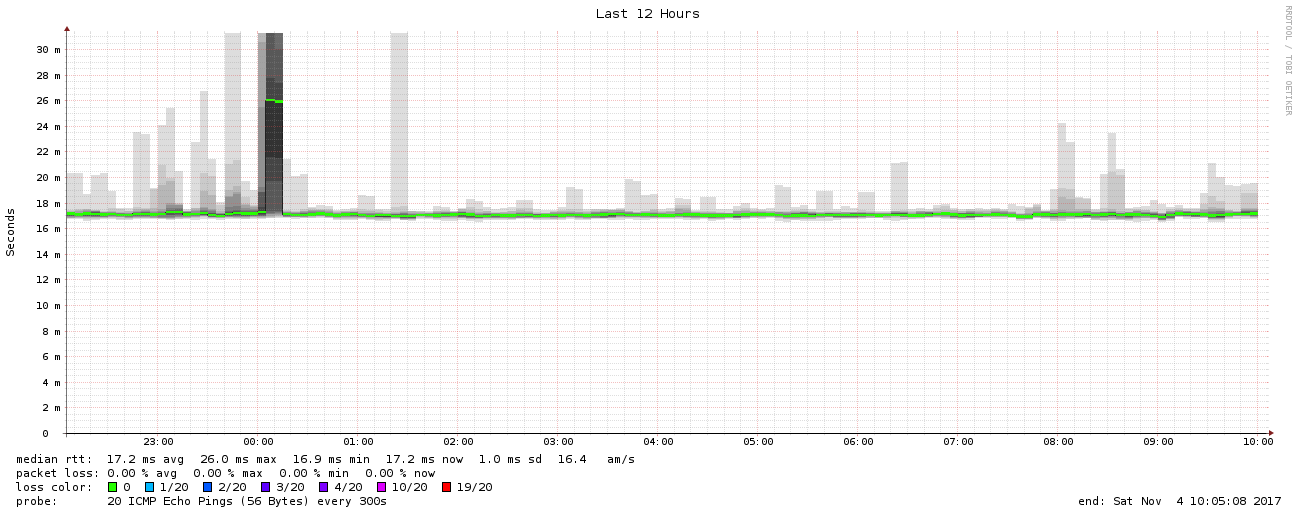 Last 12 Hours
RRDTOOL / TOBI OETIKER
Seconds
30 m
28 m
26 m
24 m
22 m
20 m
18 m
16 m
14 m
12 m
10 m
8 m
6 m
4 m
2 m
0
23:00 00:00 01:00 02:00 03:00 04:00 05:00 06:00 07:00 08:00 09:00 10:00
median rtt: 17.2 ms avg 26.0 ms max 16.9 ms min 17.2 ms now 1.0 ms sd 16.4 am/s
packet loss: 0.00 % avg 0.00 % max 0.00 % min 0.00 % now
loss color: 0 1/20 2/20 3/20 4/20 10/20 19/20
probe: 20 ICMP Echo Pings (56 Bytes) every 300s end: Sat Nov 4 10:05:08 2017